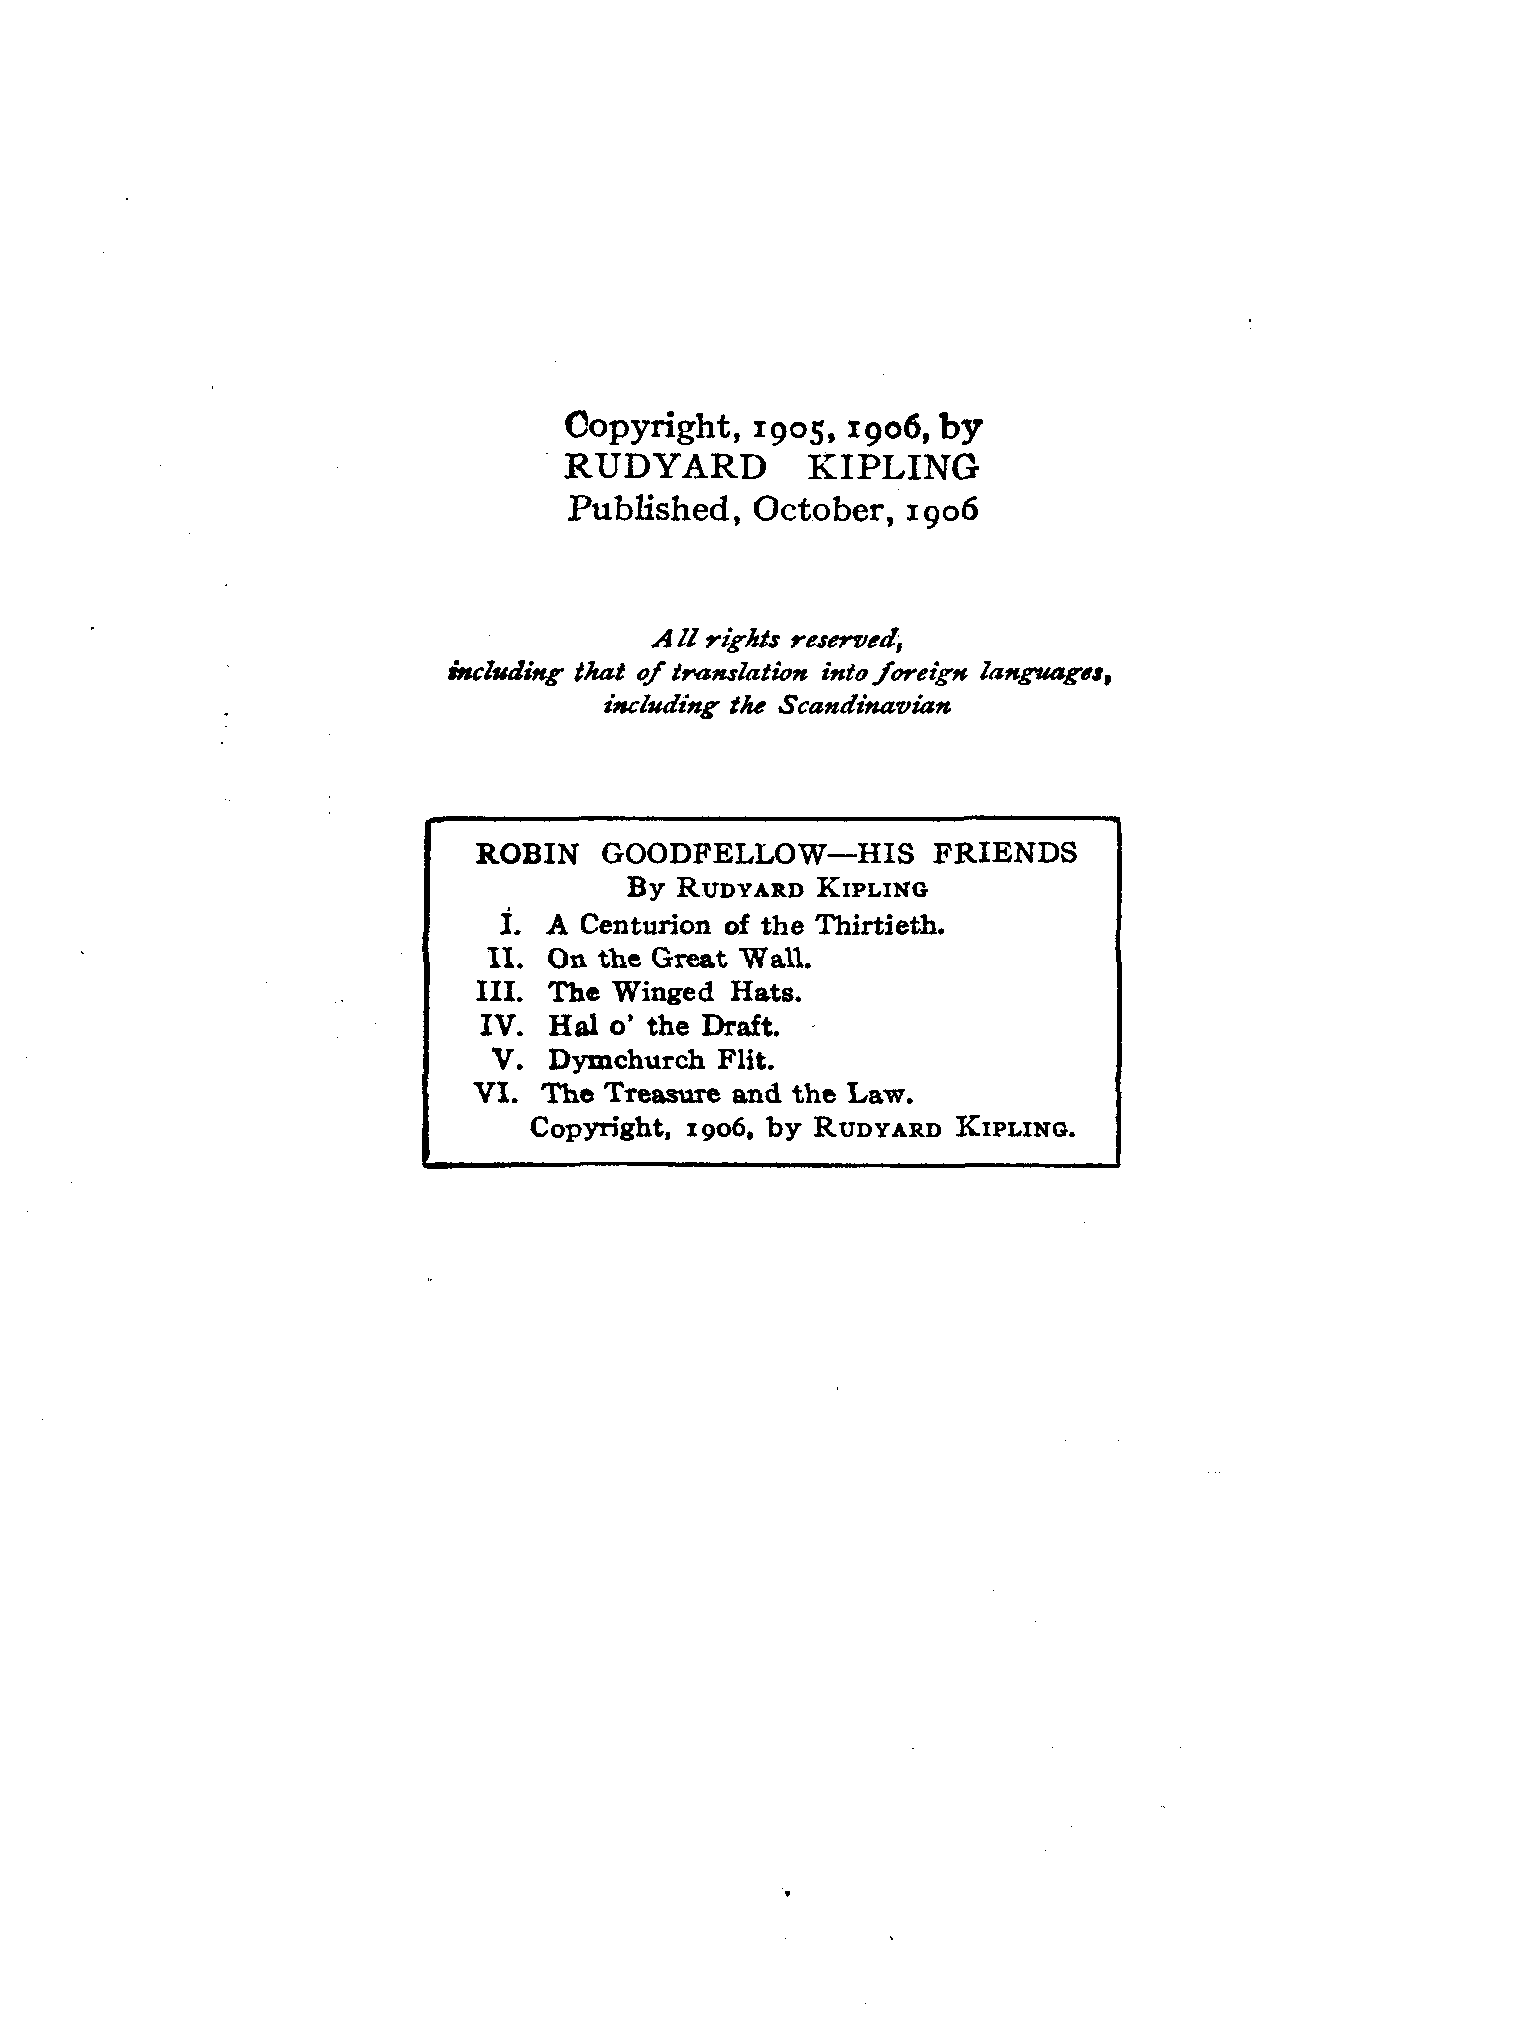 Copyright, 1905, 1906, by
RUDYARD KIPLING
Published, October, 1906
All rights reserved,
including that of translation into foreign languages,
including the Scandinavian
ROBIN GOODFELLOW—HIS FRIENDS
By RUDYARD KIPLING
I. A Centurion of the Thirtieth.
II. On the Great Wall.
III. The Winged Hats.
IV. Hal o' the Draft.
V. Dymchurch Flit.
VI. The Treasure and the Law.
Copyright, 1906, by RUDYARD KIPLING.